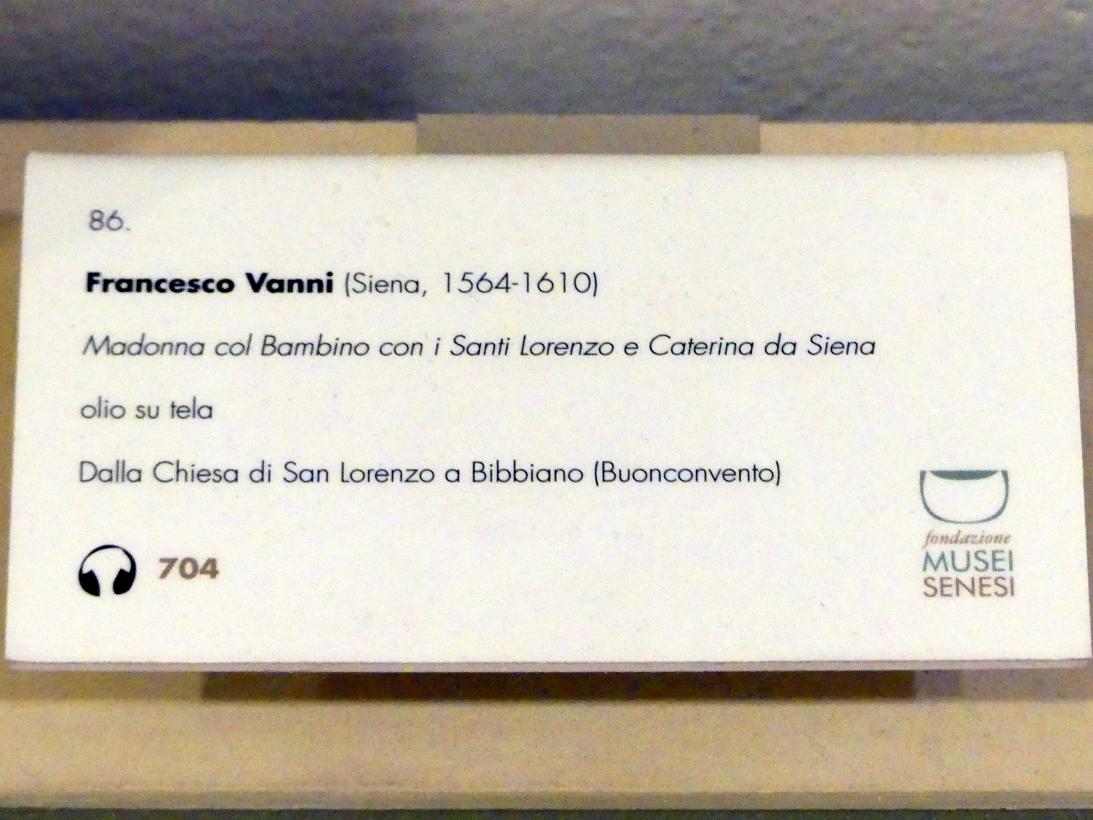 86.
Francesco Vanni (Siena, 1564-1610)
Madonna col Bambino con i Santi Lorenzo e Caterina da Siena
olio su tela
Dalla Chiesa di San Lorenzo a Bibbiano (Buonconvento)
704
fondazione
MUSEI
SENESI